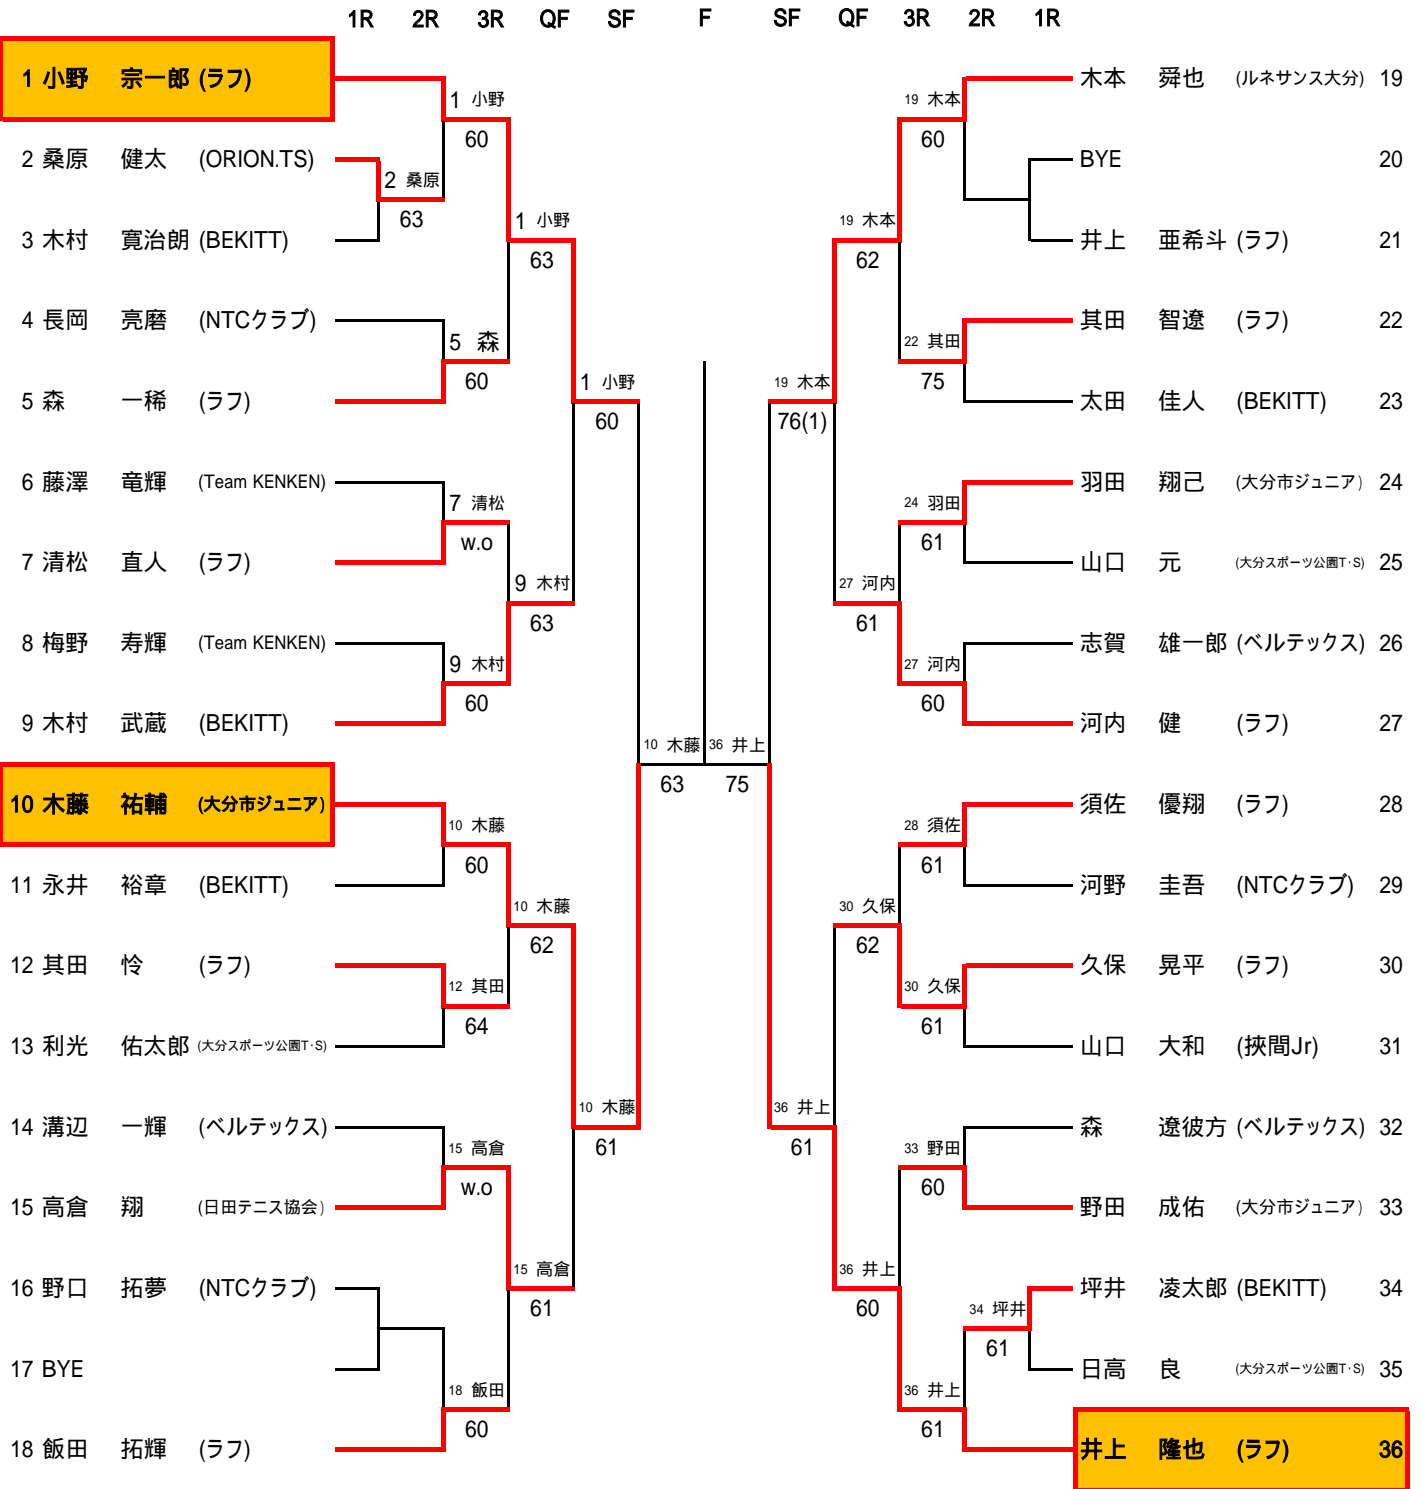 1R 2R 3R QF SF F SF QF 3R 2R 1R
1 小野 宗一郎 (ラフ)
木本 舜也 (ルネサンス大分) 19
1 小野
19 木本
60
60
2 桑原 健太 (ORION.TS)
BYE 20
2 桑原
63
1 小野
19 木本
3 木村 寛治朗 (BEKITT)
井上 亜希斗 (ラフ) 21
63
62
4 長岡 亮磨 (NTCクラブ)
其田 智遼 (ラフ) 22
5 森
22 其田
60
75
1 小野
19 木本
5 森 一稀 (ラフ)
太田 佳人 (BEKITT) 23
60
76(1)
6 藤澤 竜輝 (Team KENKEN)
羽田 翔己 (大分市ジュニア) 24
7 清松
24 羽田
w.o
61
7 清松 直人 (ラフ)
山口 元 (大分スポーツ公園T・S) 25
9 木村
27 河内
63
61
8 梅野 寿輝 (Team KENKEN)
志賀 雄一郎 (ベルテックス) 26
9 木村
27 河内
60
60
9 木村 武蔵 (BEKITT)
河内 健 (ラフ) 27
10 木藤 36 井上
63 75
10 木藤 祐輔 (大分市ジュニア)
須佐 優翔 (ラフ) 28
10 木藤
28 須佐
60
61
11 永井 裕章 (BEKITT)
河野 圭吾 (NTCクラブ) 29
10 木藤
30 久保
62
62
12 其田 怜 (ラフ)
久保 晃平 (ラフ) 30
12 其田
30 久保
64
61
13 利光 佑太郎 (大分スポーツ公園T・S)
山口 大和 (挾間Jr) 31
10 木藤
36 井上
14 溝辺 一輝 (ベルテックス)
森 遼彼方 (ベルテックス) 32
61
61
15 高倉
33 野田
w.o
60
15 高倉 翔 (日田テニス協会)
野田 成佑 (大分市ジュニア) 33
15 高倉
36 井上
16 野口 拓夢 (NTCクラブ)
坪井 凌太郎 (BEKITT) 34
61
60
34 坪井
61
17 BYE
日高 良 (大分スポーツ公園T・S) 35
18 飯田
36 井上
60
61
18 飯田 拓輝 (ラフ)
井上 隆也 (ラフ) 36